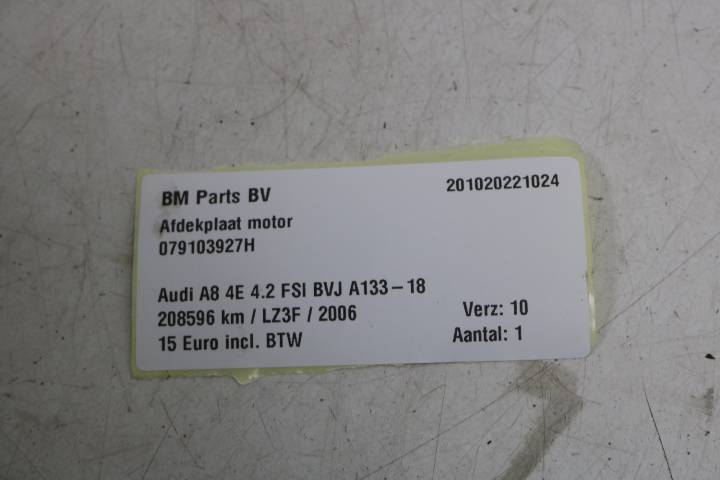 BM Parts BV 201020221024
Afdekplaat motor
079103927H
Audi A8 4E 4.2 FSI BVJ A133-18
208596 km / LZ3F / 2006 Verz: 10
15 Euro incl. BTW Aantal: 1